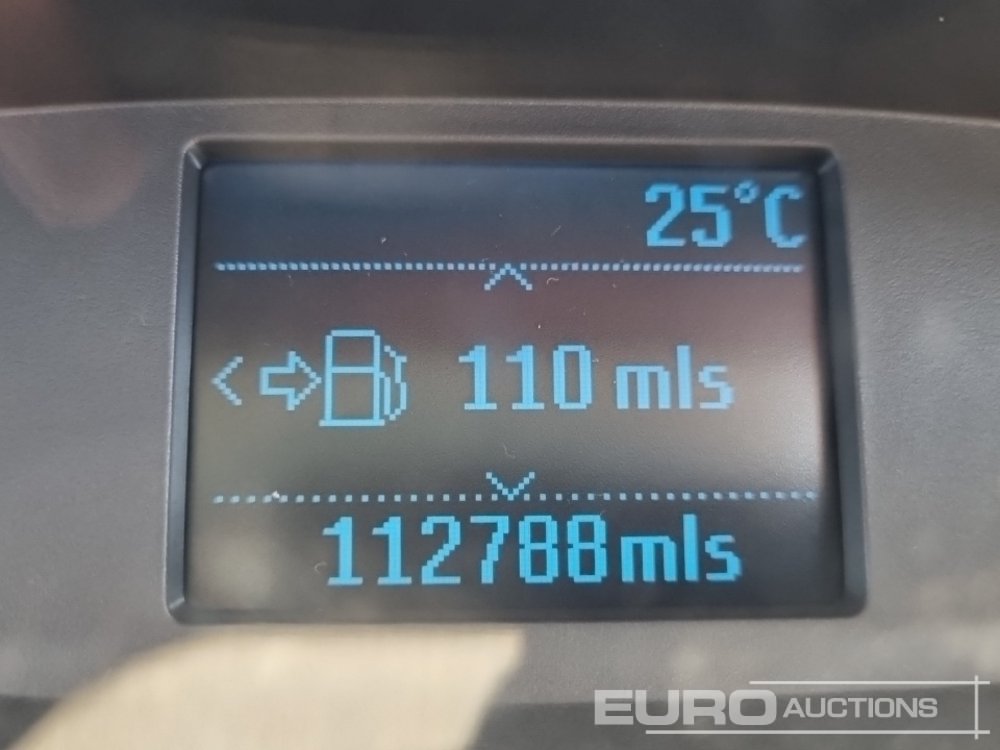 25°C
110 mls
112788 mls
EURO AUCTIONS